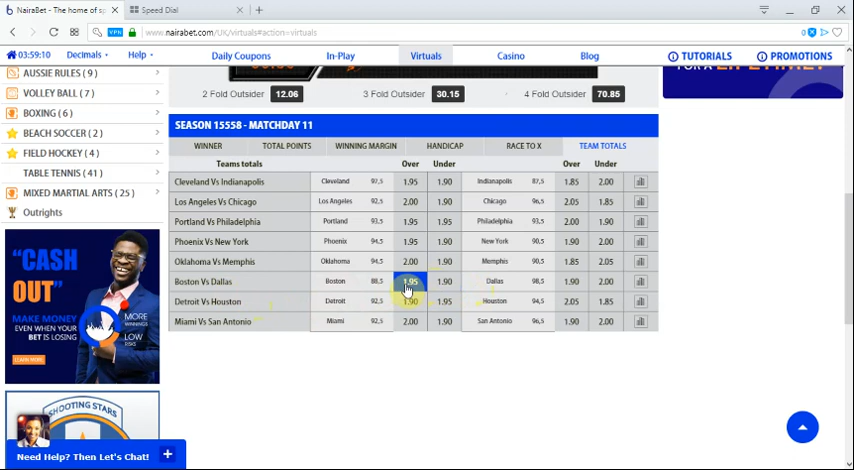 NairaBet - The home of sp
Speed Dial
www.nairabet.com/UK/virtuals#action=virtuals
VPN
03:59:10
Decimals
Help
Daily Coupons
In-Play
Virtuals
Casino
Blog
TUTORIALS
PROMOTIONS
AUSSIE RULES ( 9 )
VOLLEY BALL ( 7 )
BOXING ( 6 )
BEACH SOCCER ( 2 )
FIELD HOCKEY ( 4 )
TABLE TENNIS ( 41 )
MIXED MARTIAL ARTS ( 25 )
Outrights
2 Fold Outsider 12.06 3 Fold Outsider 30.15 4 Fold Outsider 70.85
SEASON 15558 - MATCHDAY 11
WINNER TOTAL POINTS WINNING MARGIN HANDICAP RACE TO X TEAM TOTALS
Teams totals Over Under Over Under
Cleveland Vs Indianapolis Cleveland 97,5 1.95 1.90 Indianapolis 87,5 1.85 2.00
Los Angeles Vs Chicago Los Angeles 92,5 2.00 1.90 Chicago 96,5 2.05 1.85
Portland Vs Philadelphia Portland 93,5 1.95 1.95 Philadelphia 93,5 2.00 1.90
Phoenix Vs New York Phoenix 94,5 1.95 1.90 New York 90,5 1.90 2.00
Oklahoma Vs Memphis Oklahoma 94,5 2.00 1.90 Memphis 90,5 1.85 2.05
Boston Vs Dallas Boston 88,5 1.95 1.90 Dallas 98,5 1.90 2.00
Detroit Vs Houston Detroit 92,5 1.90 1.95 Houston 94,5 2.05 1.85
Miami Vs San Antonio Miami 92,5 2.00 1.90 San Antonio 96,5 1.90 2.00
"CASH
OUT"
MAKE MONEY
EVEN WHEN YOUR
BET IS LOSING
MORE
WINNINGS
LOW
RISKS
LEARN MORE
SHOOTING STARS
Need Help? Then Let's Chat!